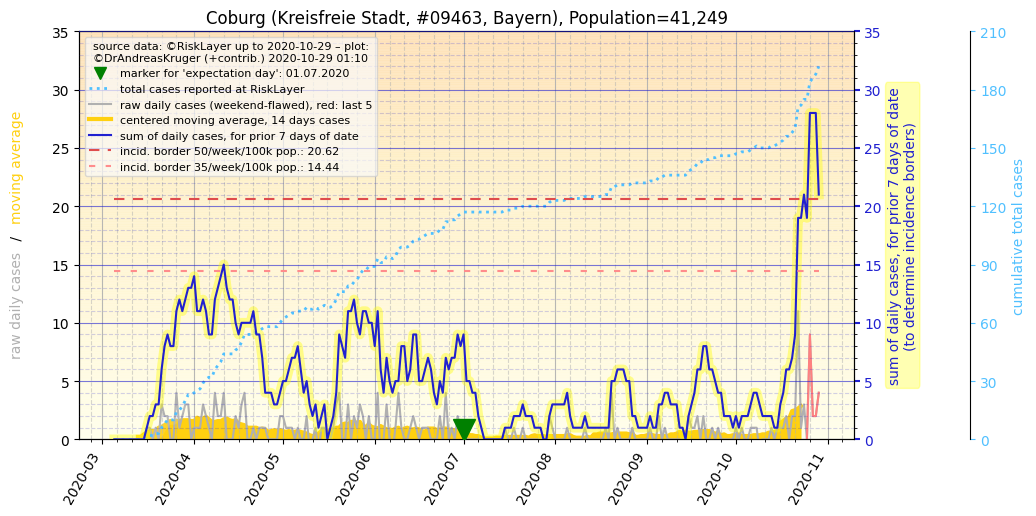 Coburg (Kreisfreie Stadt, #09463, Bayern), Population=41,249
source data: ©RiskLayer up to 2020-10-29 – plot:
©DrAndreasKruger (+contrib.) 2020-10-29 01:10
marker for 'expectation day': 01.07.2020
total cases reported at RiskLayer
raw daily cases (weekend-flawed), red: last 5
centered moving average, 14 days cases
sum of daily cases, for prior 7 days of date
incid. border 50/week/100k pop.: 20.62
incid. border 35/week/100k pop.: 14.44
raw daily cases / moving average
35
30
25
20
15
10
5
0
2020-03
2020-04
2020-05
2020-06
2020-07
2020-08
2020-09
2020-10
2020-11
35
30
25
20
15
10
5
0
sum of daily cases, for prior 7 days of date
(to determine incidence borders)
210
180
150
120
90
60
30
0
cumulative total cases